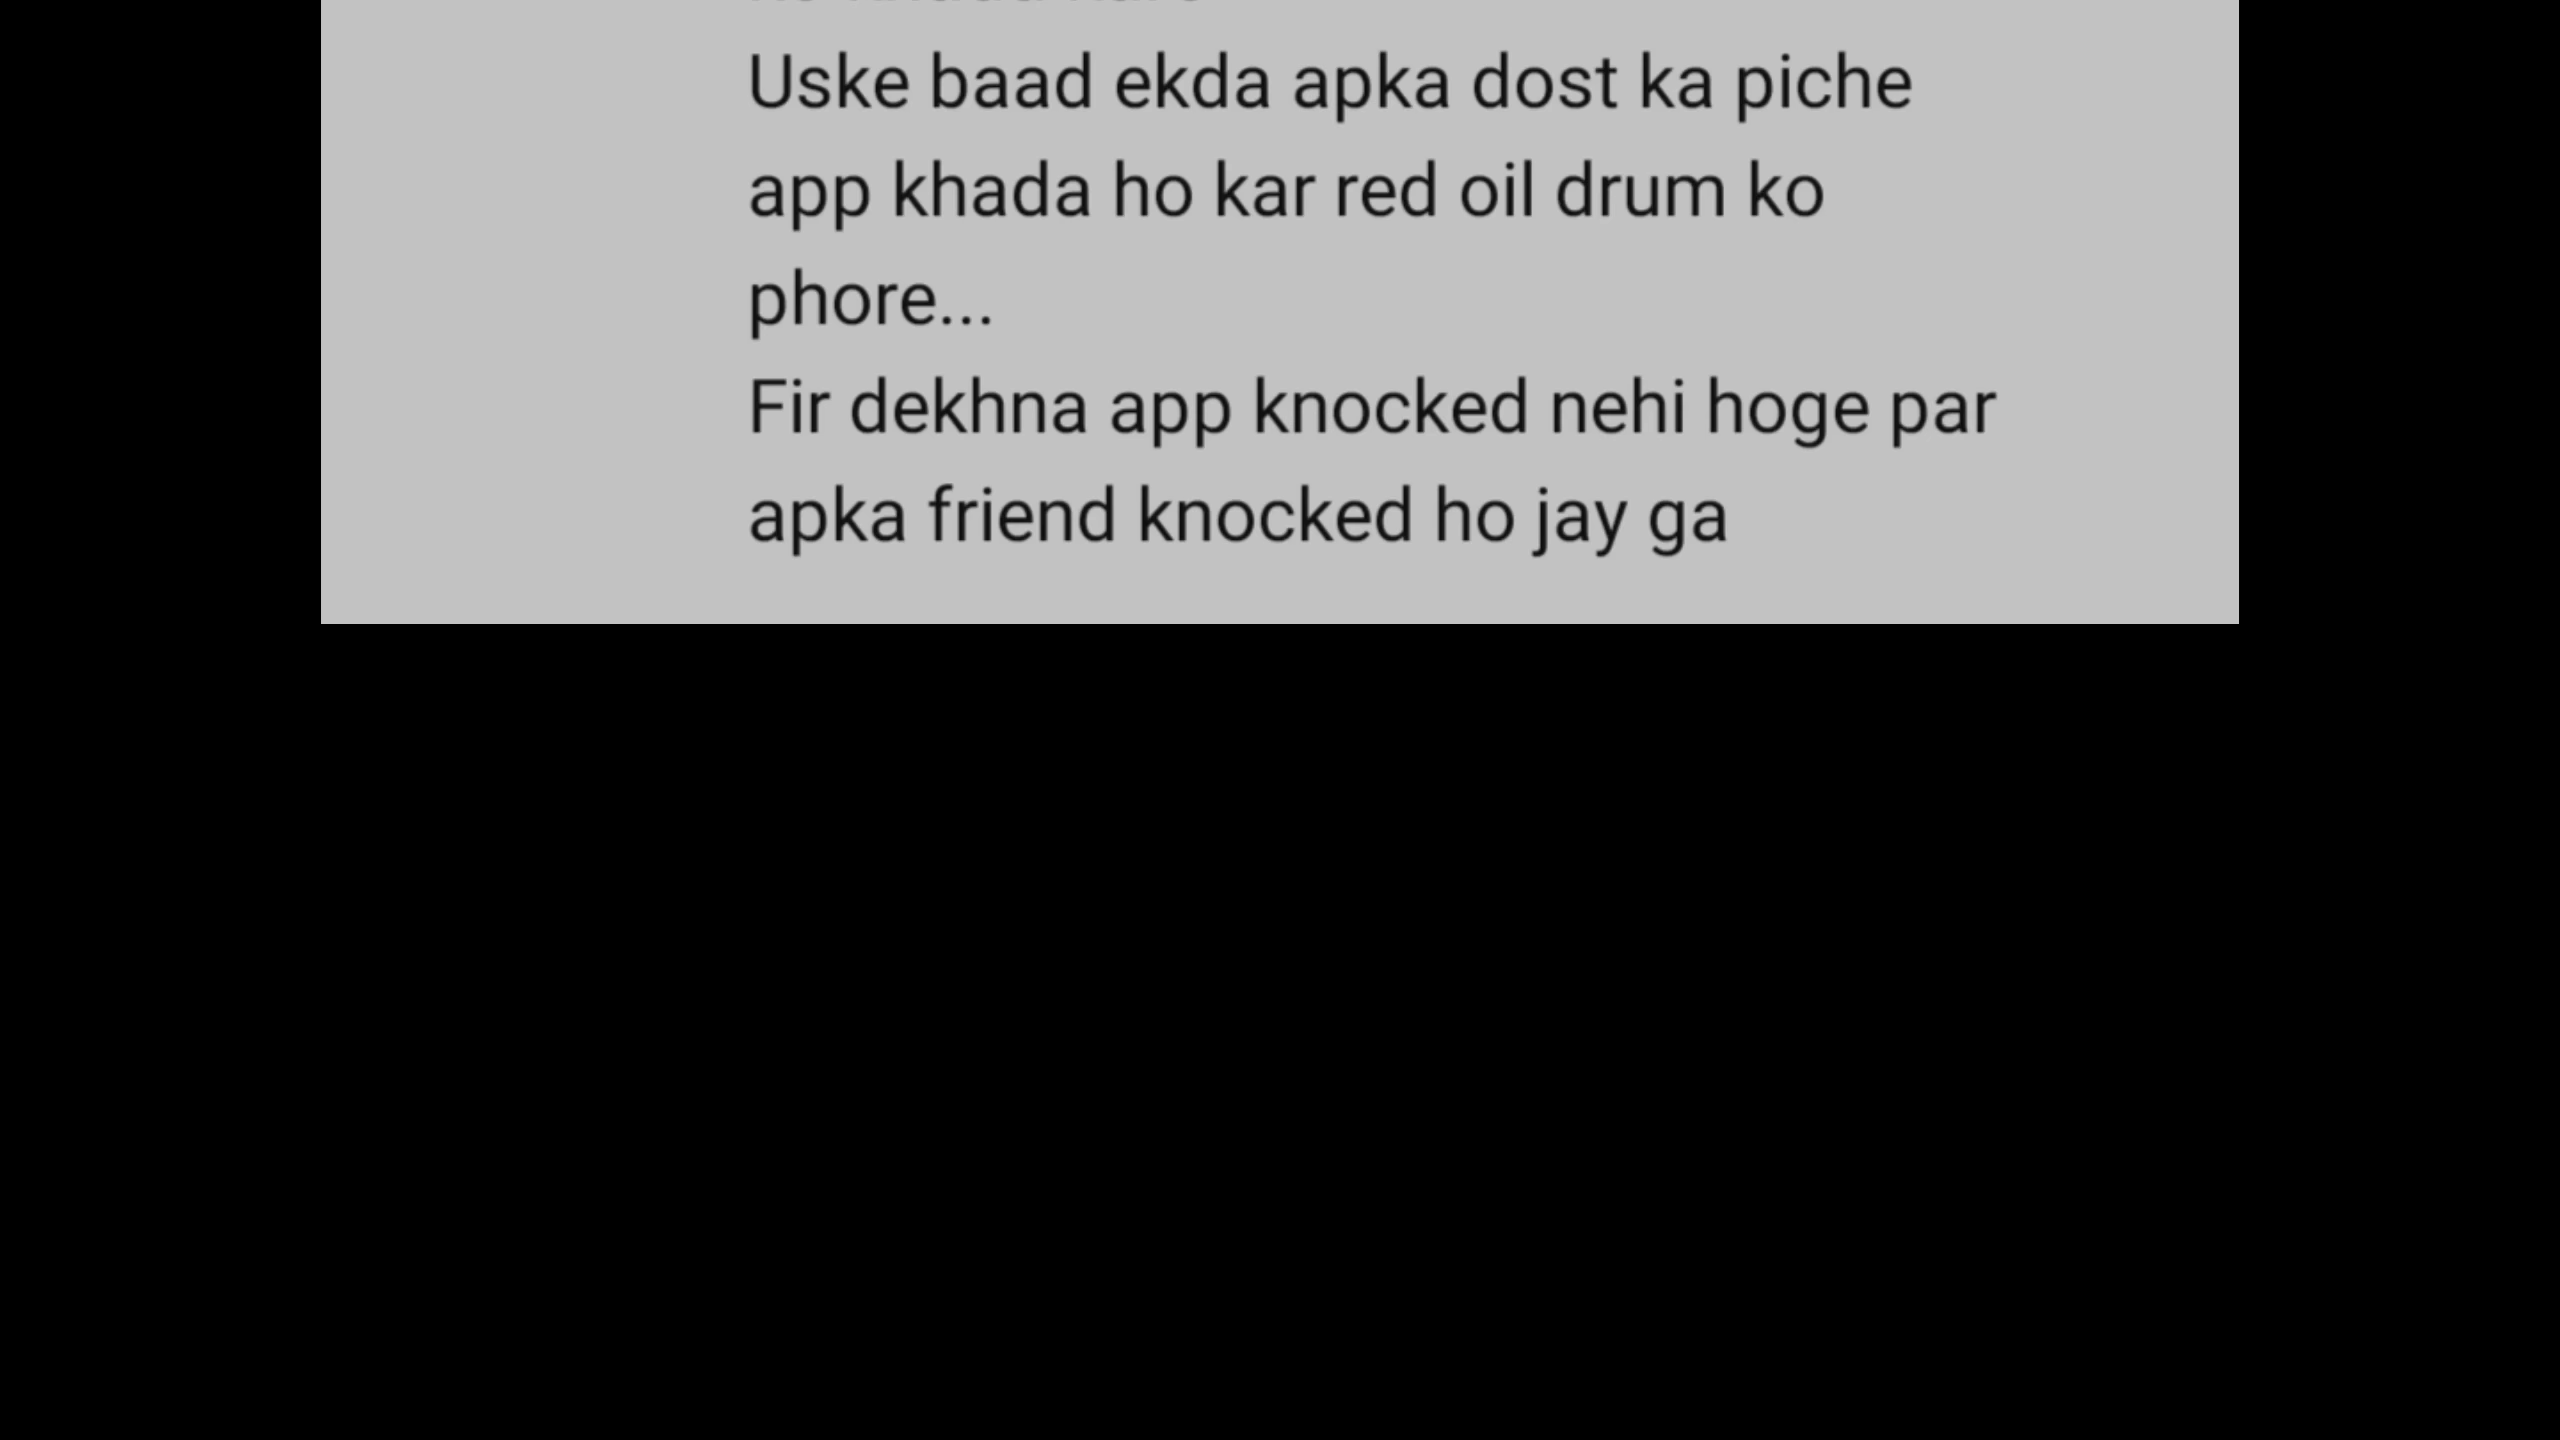 Uske baad ekda apka dost ka piche
app khada ho kar red oil drum ko
phore...
Fir dekhna app knocked nehi hoge par
apka friend knocked ho jay ga